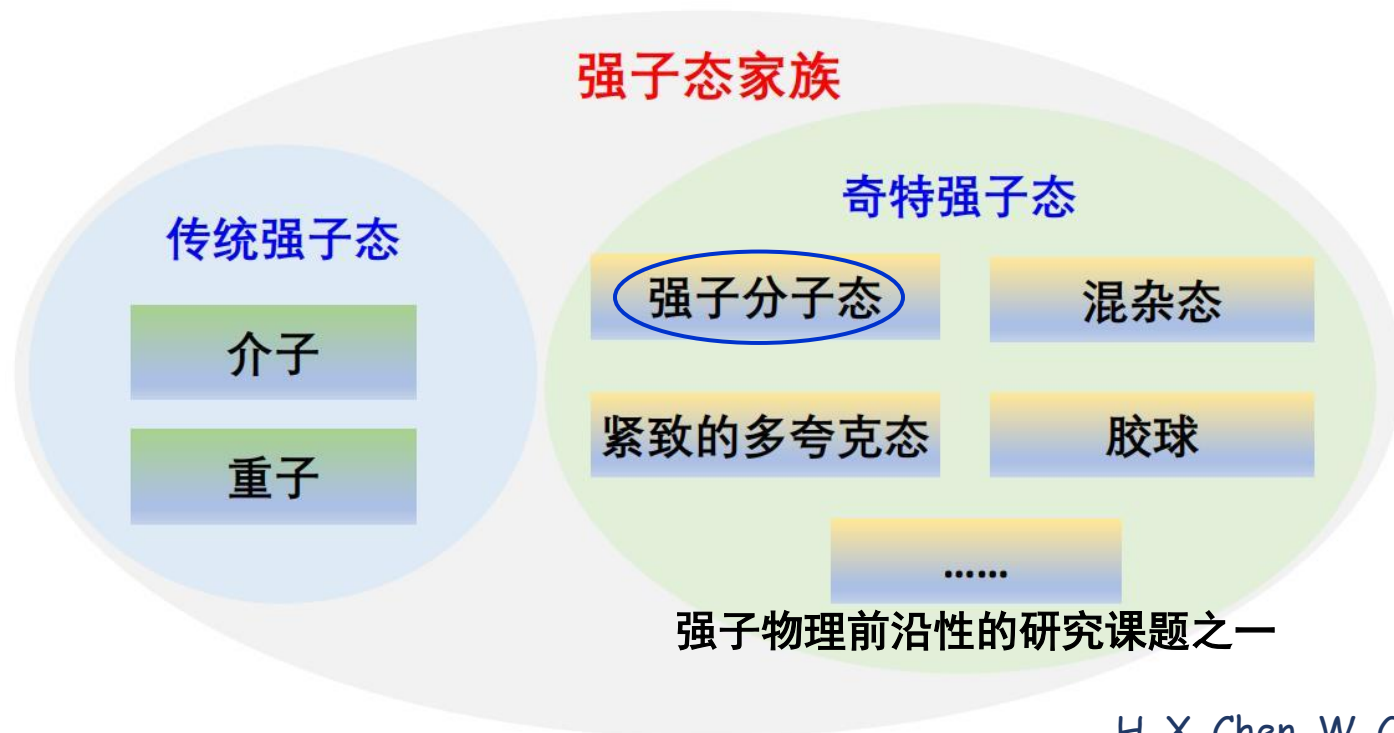 强子态家族
传统强子态
介子
重子
奇特强子态
强子分子态
混杂态
紧致的多夸克态
胶球
……
强子物理前沿性的研究课题之一
H. X. Chen, W. C